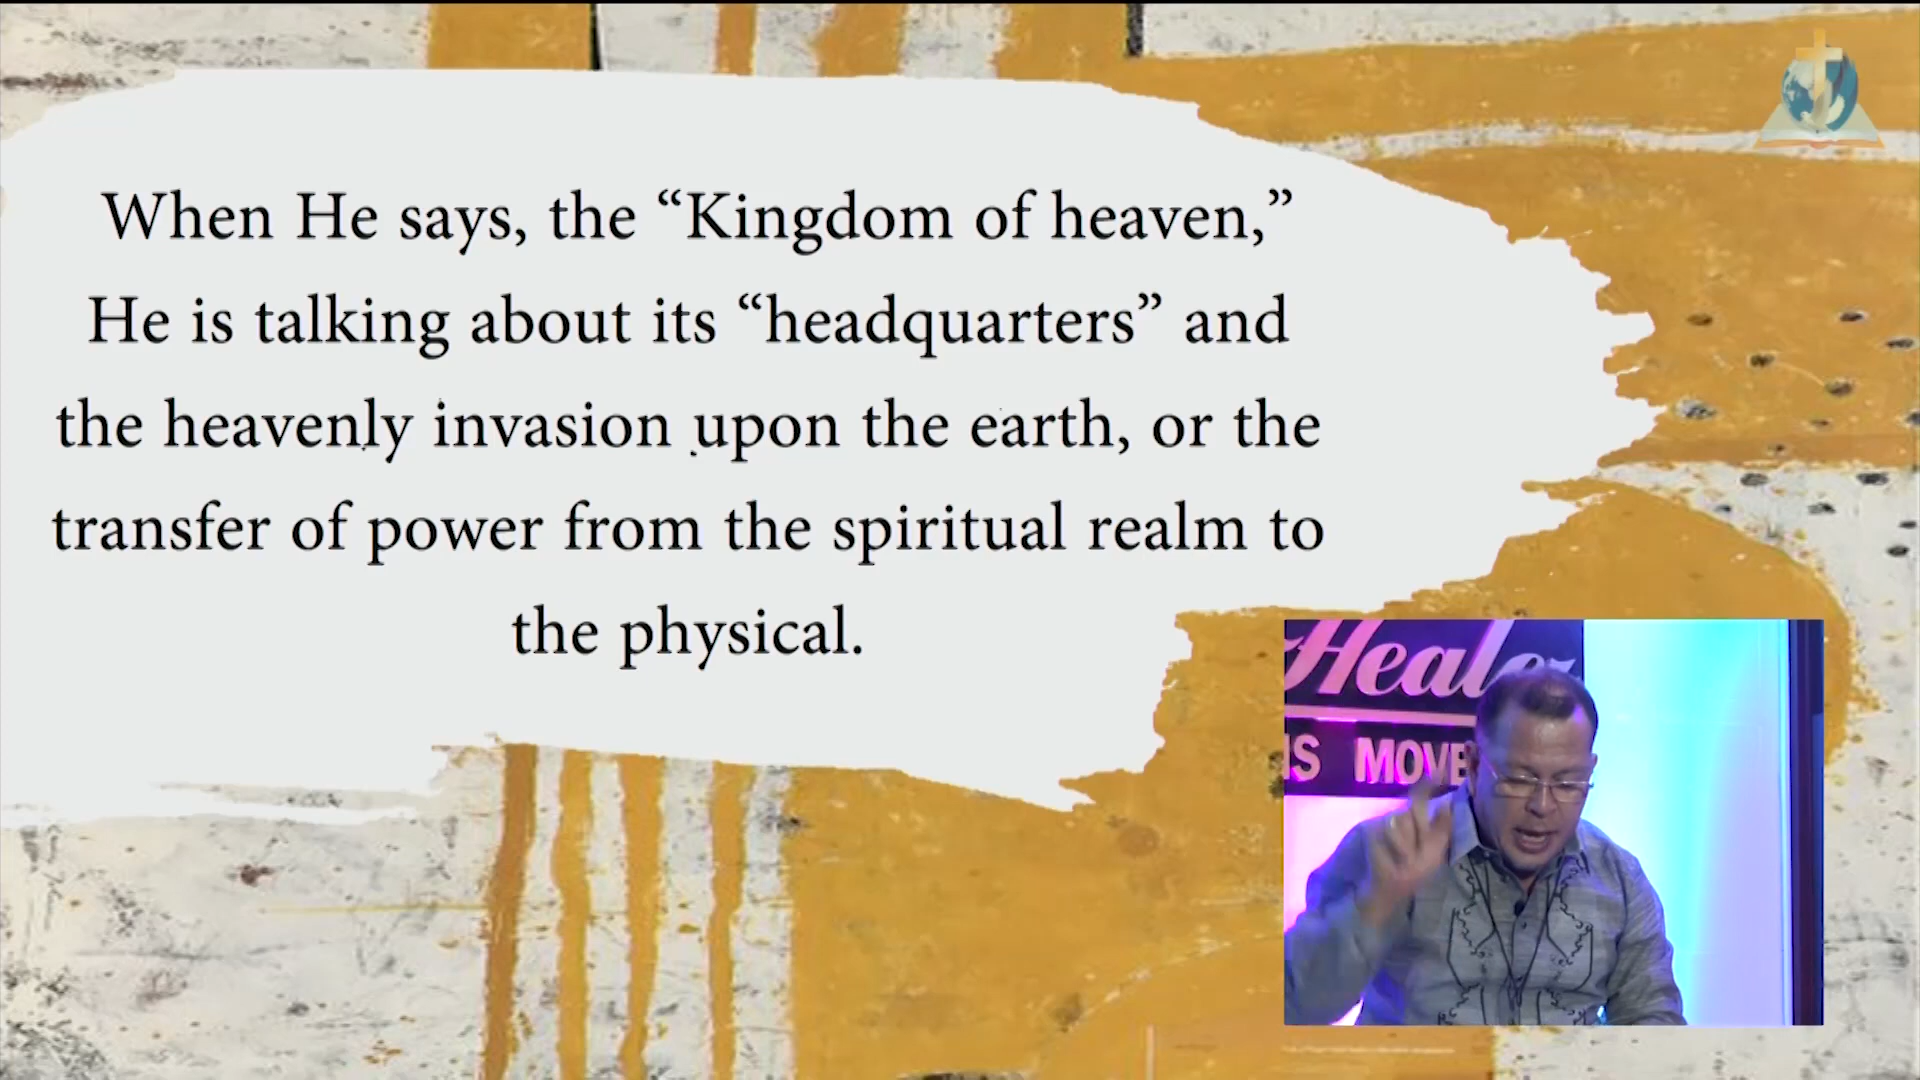 When He says, the “Kingdom of heaven,”
He is talking about its “headquarters” and
the heavenly invasion upon the earth, or the
transfer of power from the spiritual realm to
the physical.
MOVE